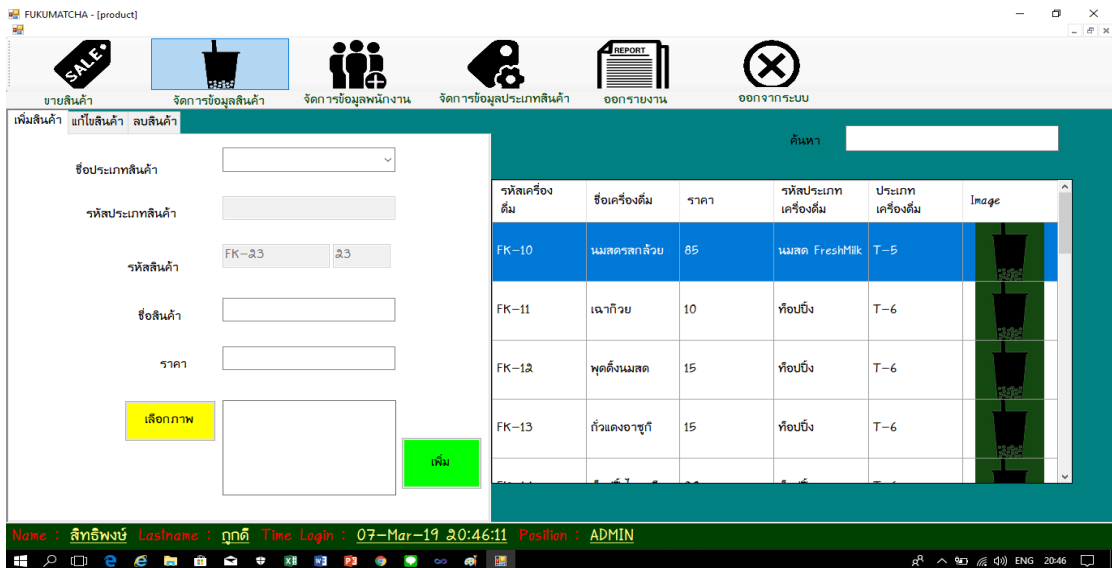 FUKUMATCHA - [product]
SALE
REPORT
ขายสินค้า จัดการข้อมูลสินค้า จัดการข้อมูลพนักงาน จัดการข้อมูลประเภทสินค้า ออกรายงาน ออกจากระบบ
เพิ่มสินค้า แก้ไขสินค้า ลบสินค้า
ค้นหา
ชื่อประเภทสินค้า
รหัสประเภทสินค้า
รหัสสินค้า FK-23 23
ชื่อสินค้า
ราคา
เลือกภาพ
เพิ่ม
รหัสเครื่องดื่ม ชื่อเครื่องดื่ม ราคา รหัสประเภทเครื่องดื่ม ประเภทเครื่องดื่ม Image
FK-10 นมสดรสกล้วย 85 นมสด FreshMilk T-5
FK-11 เฉาก๊วย 10 ท็อปปิ้ง T-6
FK-12 พุดดิ้งนมสด 15 ท็อปปิ้ง T-6
FK-13 ถั่วแดงอาซูกิ 15 ท็อปปิ้ง T-6
Name : สิทธิพงษ์ Lastname : ถูกดี Time Login : 07-Mar-19 20:46:11 Position : ADMIN
ENG 20:46